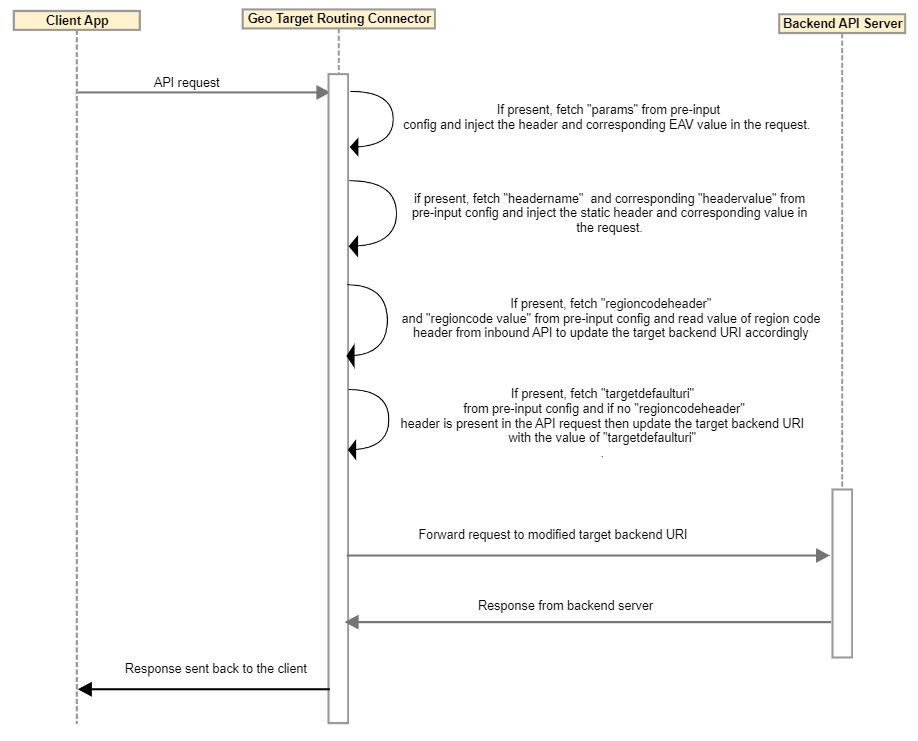 Client App
Geo Target Routing Connector
Backend API Server
API request
If present, fetch "params" from pre-input
config and inject the header and corresponding EAV value in the request.
if present, fetch "headername"  and corresponding "headervalue" from
pre-input config and inject the static header and corresponding value in
the request.
If present, fetch "regioncodeheader"
and "regioncode value" from pre-input config and read value of region code
header from inbound API to update the target backend URI accordingly
If present, fetch "targetdefaulturi"
from pre-input config and if no "regioncodeheader"
header is present in the API request then update the target backend URI
with the value of "targetdefaulturi"
.
Forward request to modified target backend URI
Response from backend server
Response sent back to the client